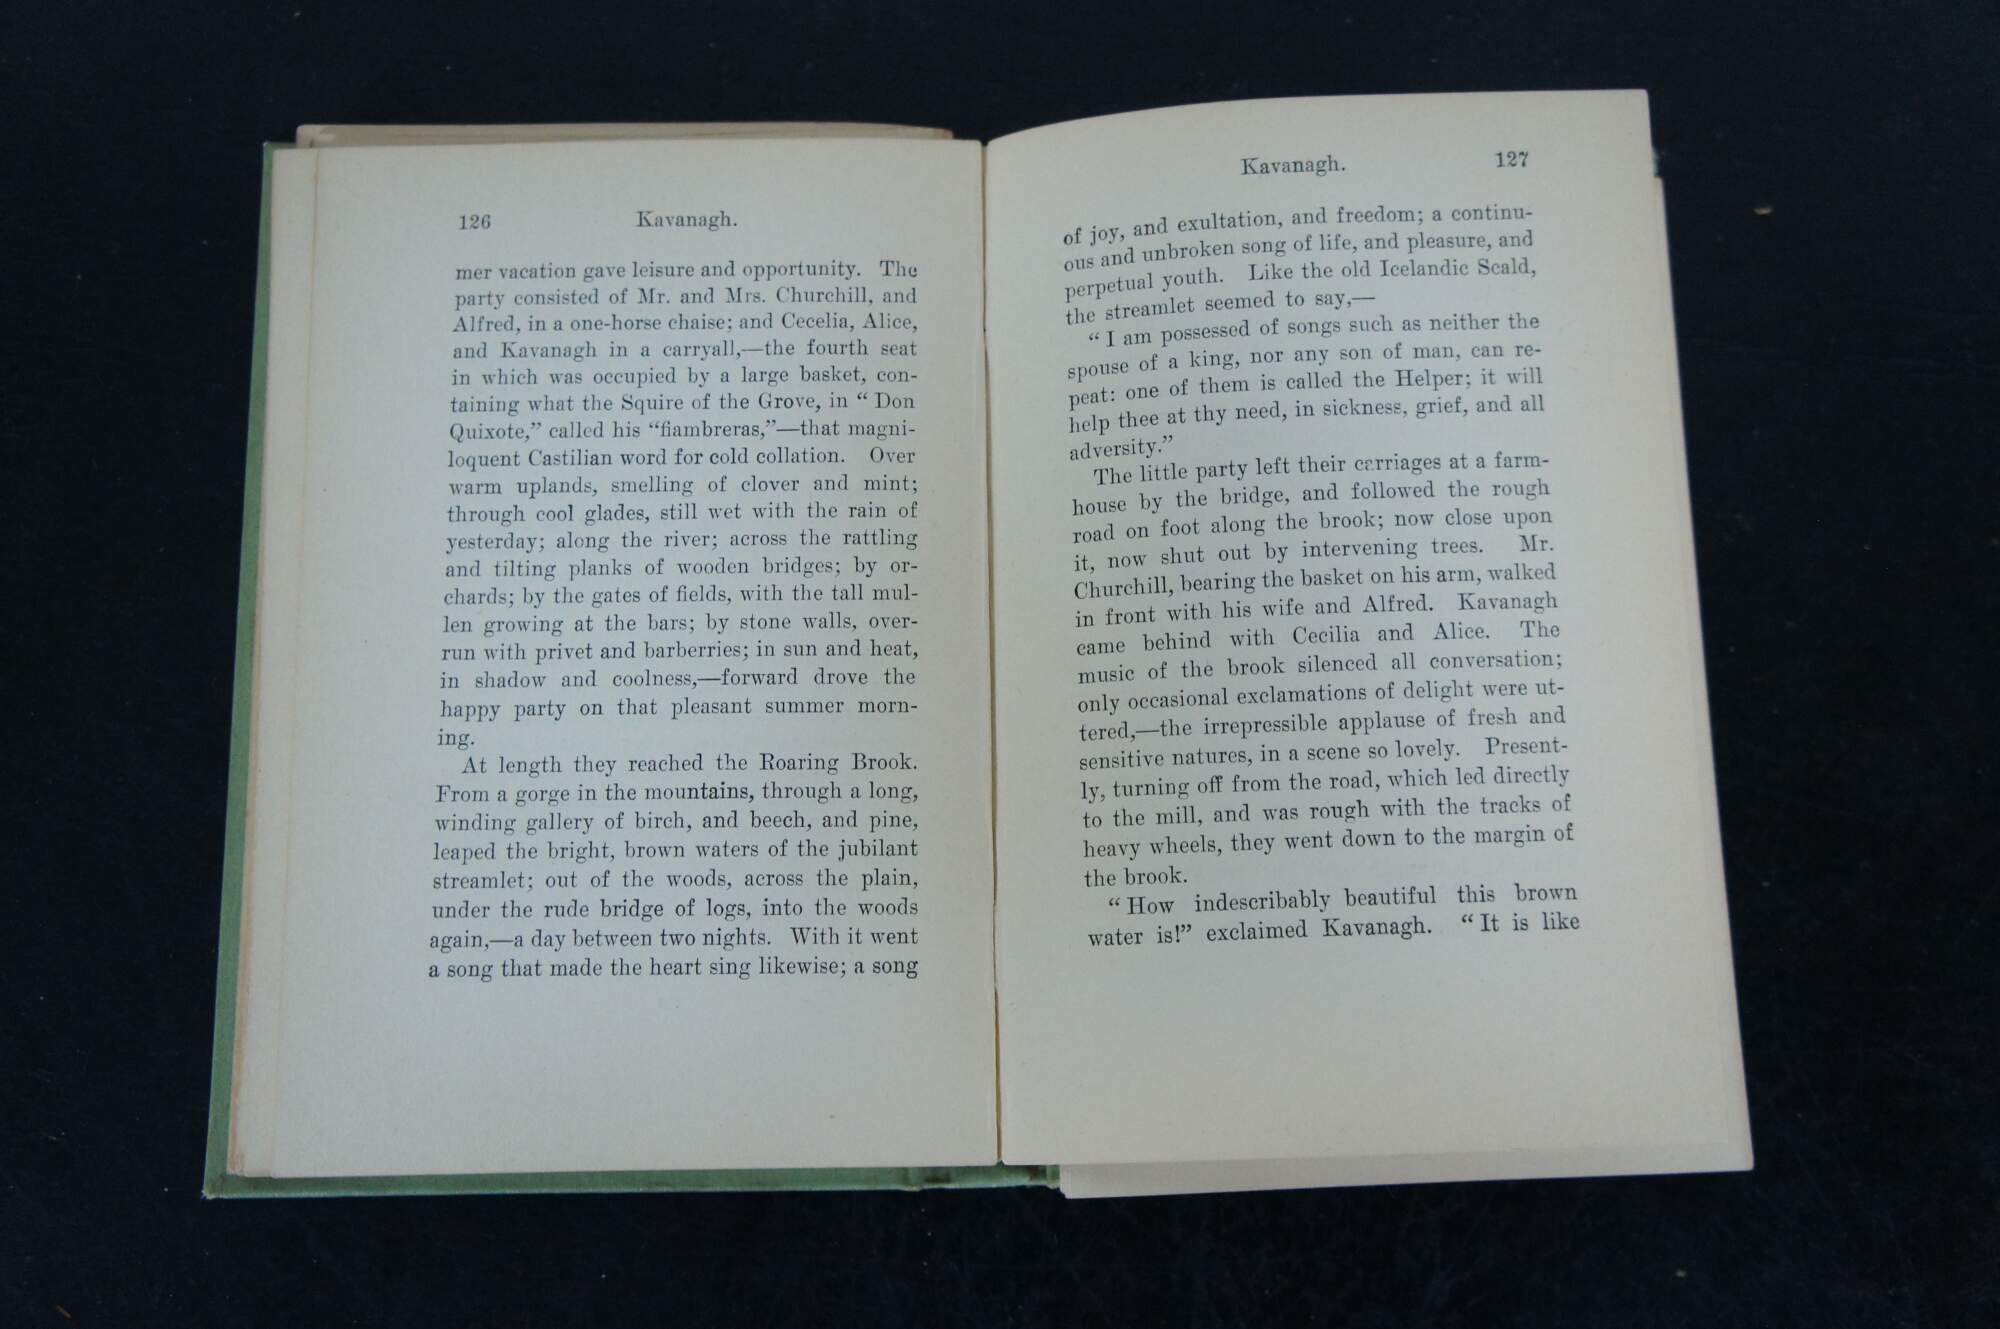 126 Kavanagh.
mer vacation gave leisure and opportunity. The
party consisted of Mr. and Mrs. Churchill, and
Alfred, in a one-horse chaise; and Cecelia, Alice,
and Kavanagh in a carryall,—the fourth seat
in which was occupied by a large basket, con-
taining what the Squire of the Grove, in “Don
Quixote,” called his “fiambreras,”—that magni-
loquent Castilian word for cold collation. Over
warm uplands, smelling of clover and mint;
through cool glades, still wet with the rain of
yesterday; along the river; across the rattling
and tilting planks of wooden bridges; by or-
chards; by the gates of fields, with the tall mul-
len growing at the bars; by stone walls, over-
run with privet and barberries; in sun and heat,
in shadow and coolness,—forward drove the
happy party on that pleasant summer morn-
ing.
At length they reached the Roaring Brook.
From a gorge in the mountains, through a long,
winding gallery of birch, and beech, and pine,
leaped the bright, brown waters of the jubilant
streamlet; out of the woods, across the plain,
under the rude bridge of logs, into the woods
again,—a day between two nights. With it went
a song that made the heart sing likewise; a song
Kavanagh. 127
of joy, and exultation, and freedom; a continu-
ous and unbroken song of life, and pleasure, and
perpetual youth. Like the old Icelandic Scald,
the streamlet seemed to say,—
“I am possessed of songs such as neither the
spouse of a king, nor any son of man, can re-
peat: one of them is called the Helper; it will
help thee at thy need, in sickness, grief, and all
adversity.”
The little party left their carriages at a farm-
house by the bridge, and followed the rough
road on foot along the brook; now close upon
it, now shut out by intervening trees. Mr.
Churchill, bearing the basket on his arm, walked
in front with his wife and Alfred. Kavanagh
came behind with Cecilia and Alice. The
music of the brook silenced all conversation;
only occasional exclamations of delight were ut-
tered,—the irrepressible applause of fresh and
sensitive natures, in a scene so lovely. Present-
ly, turning off from the road, which led directly
to the mill, and was rough with the tracks of
heavy wheels, they went down to the margin of
the brook.
“How indescribably beautiful this brown
water is!” exclaimed Kavanagh. “It is like